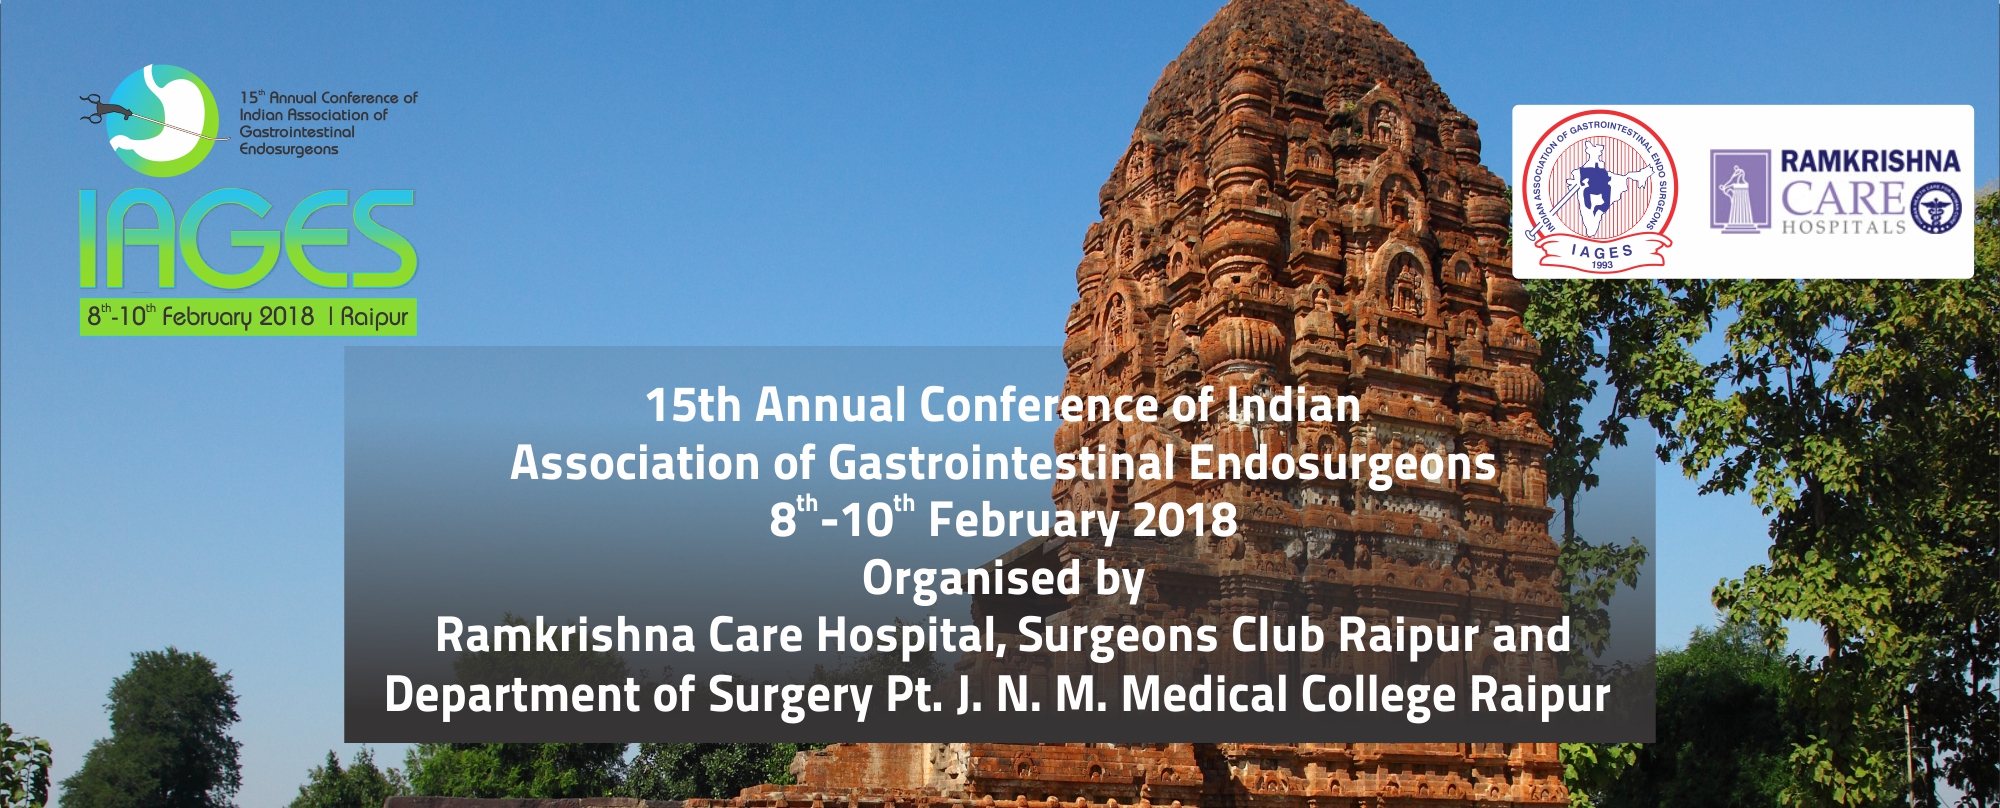 15th Annual Conference of
Indian Association of
Gastrointestinal
Endosurgeons
IAGES
8th-10th February 2018 | Raipur
INDIAN ASSOCIATION OF GASTROINTESTINAL ENDO SURGEONS
IAGES
1993
RAMKRISHNA
CARE
HOSPITALS
15th Annual Conference of Indian
Association of Gastrointestinal Endosurgeons
8th-10th February 2018
Organised by
Ramkrishna Care Hospital, Surgeons Club Raipur and
Department of Surgery Pt. J. N. M. Medical College Raipur